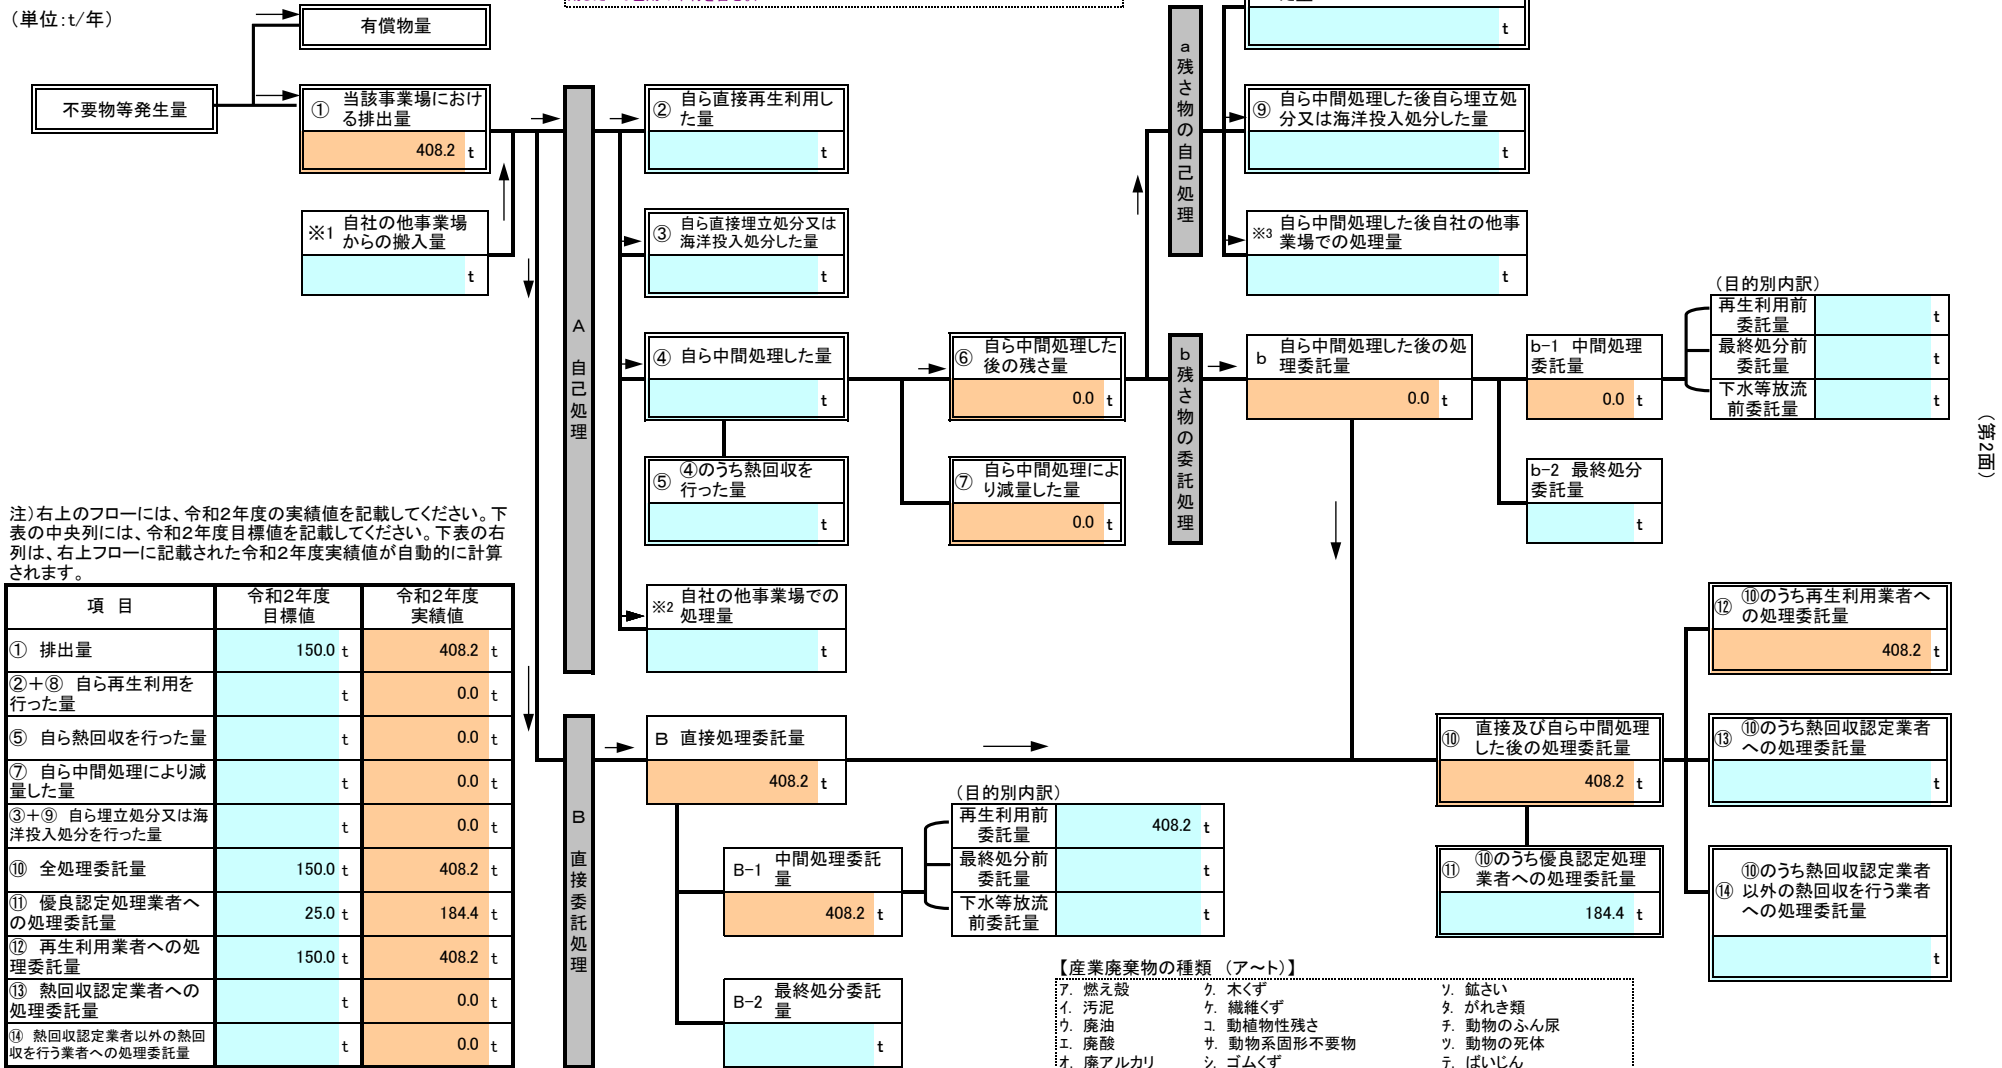 (単位:t/年)
有償物量
不要物等発生量
① 当該事業場におけ
る排出量
408.2 t
※1 自社の他事業場
からの搬入量
t
A 自己処理
② 自ら直接再生利用し
た量
t
③ 自ら直接埋立処分又は
海洋投入処分した量
t
④ 自ら中間処理した量
t
⑤ ④のうち熱回収を
行った量
t
※2 自社の他事業場での
処理量
t
⑥ 自ら中間処理した
後の残さ量
0.0 t
⑦ 自ら中間処理によ
り減量した量
0.0 t
a 残さ物の自己処理
t
⑨ 自ら中間処理した後自ら埋立処
分又は海洋投入処分した量
t
※3 自ら中間処理した後自社の他事
業場での処理量
t
b 残さ物の委託処理
b 自ら中間処理した後の処
理委託量
0.0 t
b-1 中間処理
委託量
0.0 t
b-2 最終処分
委託量
t
(目的別内訳)
再生利用前
委託量
t
最終処分前
委託量
t
下水等放流
前委託量
t
(第2面)
注)右上のフローには、令和2年度の実績値を記載してください。下
表の中央列には、令和2年度目標値を記載してください。下表の右
列は、右上フローに記載された令和2年度実績値が自動的に計算
されます。
項 目
令和2年度
目標値
令和2年度
実績値
① 排出量 150.0 t 408.2 t
②+⑧ 自ら再生利用を
行った量 t 0.0 t
⑤ 自ら熱回収を行った量 t 0.0 t
⑦ 自ら中間処理により減
量した量 t 0.0 t
③+⑨ 自ら埋立処分又は海
洋投入処分を行った量 t 0.0 t
⑩ 全処理委託量 150.0 t 408.2 t
⑪ 優良認定処理業者へ
の処理委託量 25.0 t 184.4 t
⑫ 再生利用業者への処
理委託量 150.0 t 408.2 t
⑬ 熱回収認定業者への
処理委託量 t 0.0 t
⑭ 熱回収認定業者以外の熱回
収を行う業者への処理委託量 t 0.0 t
B 直接委託処理
B 直接処理委託量
408.2 t
B-1 中間処理委託
量
408.2 t
B-2 最終処分委託
量
t
(目的別内訳)
再生利用前
委託量
408.2 t
最終処分前
委託量
t
下水等放流
前委託量
t
⑩ 直接及び自ら中間処理
した後の処理委託量
408.2 t
⑪ ⑩のうち優良認定処理
業者への処理委託量
184.4 t
⑫ ⑩のうち再生利用業者へ
の処理委託量
408.2 t
⑬ ⑩のうち熱回収認定業者
への処理委託量
t
⑭ ⑩のうち熱回収認定業者
以外の熱回収を行う業者
への処理委託量
t
【産業廃棄物の種類 (ア~ト)】
ア. 燃え殻 ク. 木くず ソ. 鉱さい
イ. 汚泥 ケ. 繊維くず タ. がれき類
ウ. 廃油 コ. 動植物性残さ チ. 動物のふん尿
エ. 廃酸 サ. 動物系固形不要物 ツ. 動物の死体
オ. 廃アルカリ シ. ゴムくず テ. ばいじん